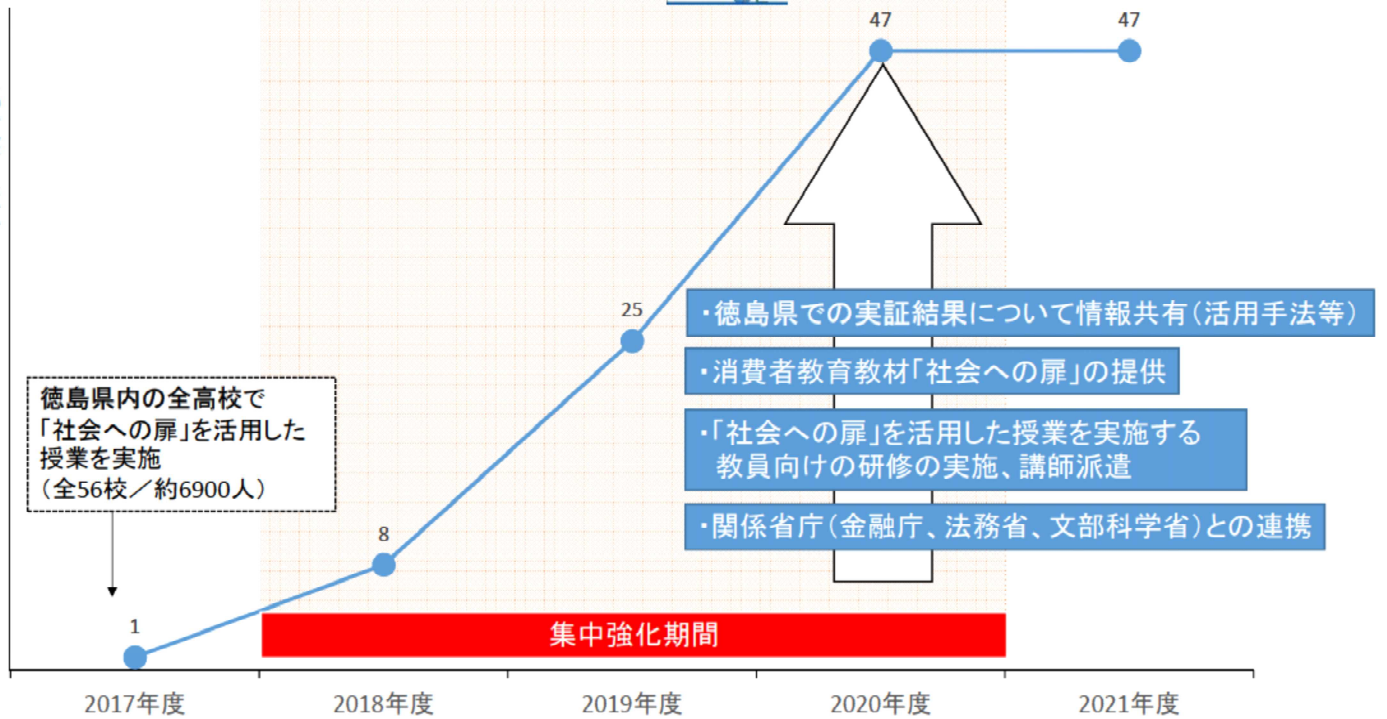 47
47
25
・徳島県での実証結果について情報共有(活用手法等)
・消費者教育教材「社会への扉」の提供
・「社会への扉」を活用した授業を実施する
教員向けの研修の実施、講師派遣
・関係省庁(金融庁、法務省、文部科学省)との連携
徳島県内の全高校で
「社会への扉」を活用した
授業を実施
(全56校/約6900人)
8
1
集中強化期間
2017年度
2018年度
2019年度
2020年度
2021年度